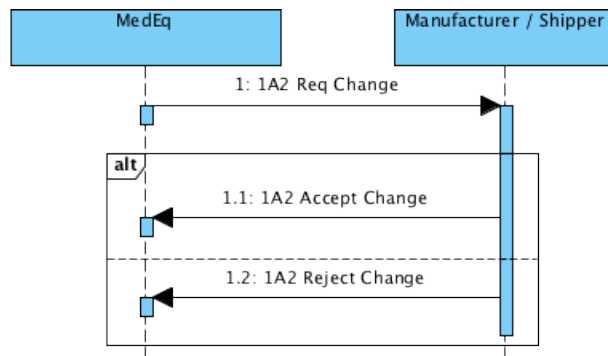 MedEq
Manufacturer / Shipper
1: 1A2 Req Change
alt
1.1: 1A2 Accept Change
1.2: 1A2 Reject Change